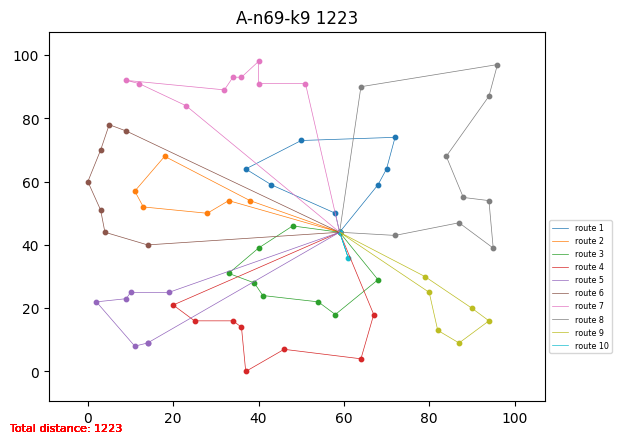 A-n69-k9 1223
100
80
60
40
20
0
0 20 40 60 80 100
route 1
route 2
route 3
route 4
route 5
route 6
route 7
route 8
route 9
route 10
Total distance: 1223